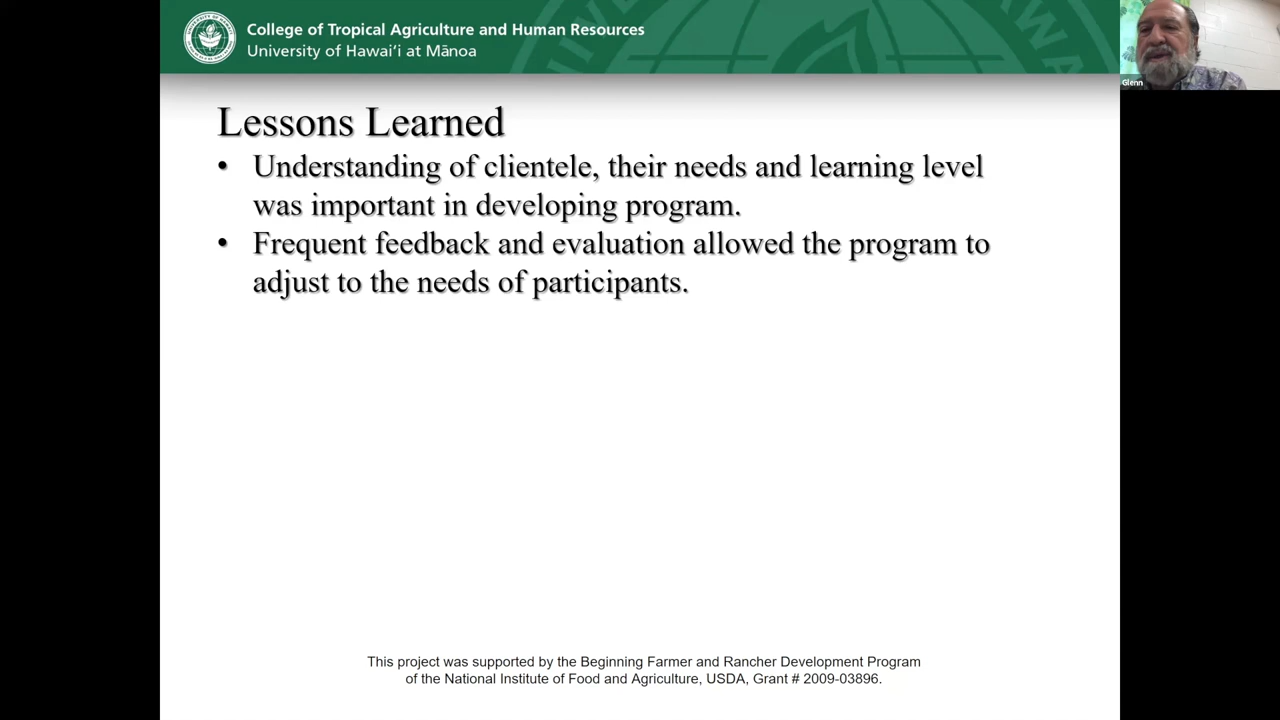 College of Tropical Agriculture and Human Resources
University of Hawaiʻi at Mānoa
Glenn
Lessons Learned
• Understanding of clientele, their needs and learning level
was important in developing program.
• Frequent feedback and evaluation allowed the program to
adjust to the needs of participants.
This project was supported by the Beginning Farmer and Rancher Development Program
of the National Institute of Food and Agriculture, USDA, Grant # 2009-03896.